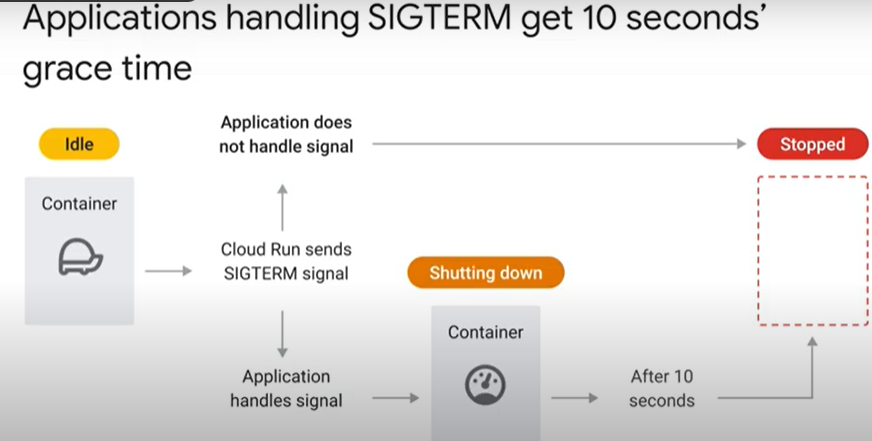 Applications handling SIGTERM get 10 seconds’
grace time
Idle
Container
Application does
not handle signal
Stopped
Cloud Run sends
SIGTERM signal
Shutting down
Container
Application
handles signal
After 10
seconds